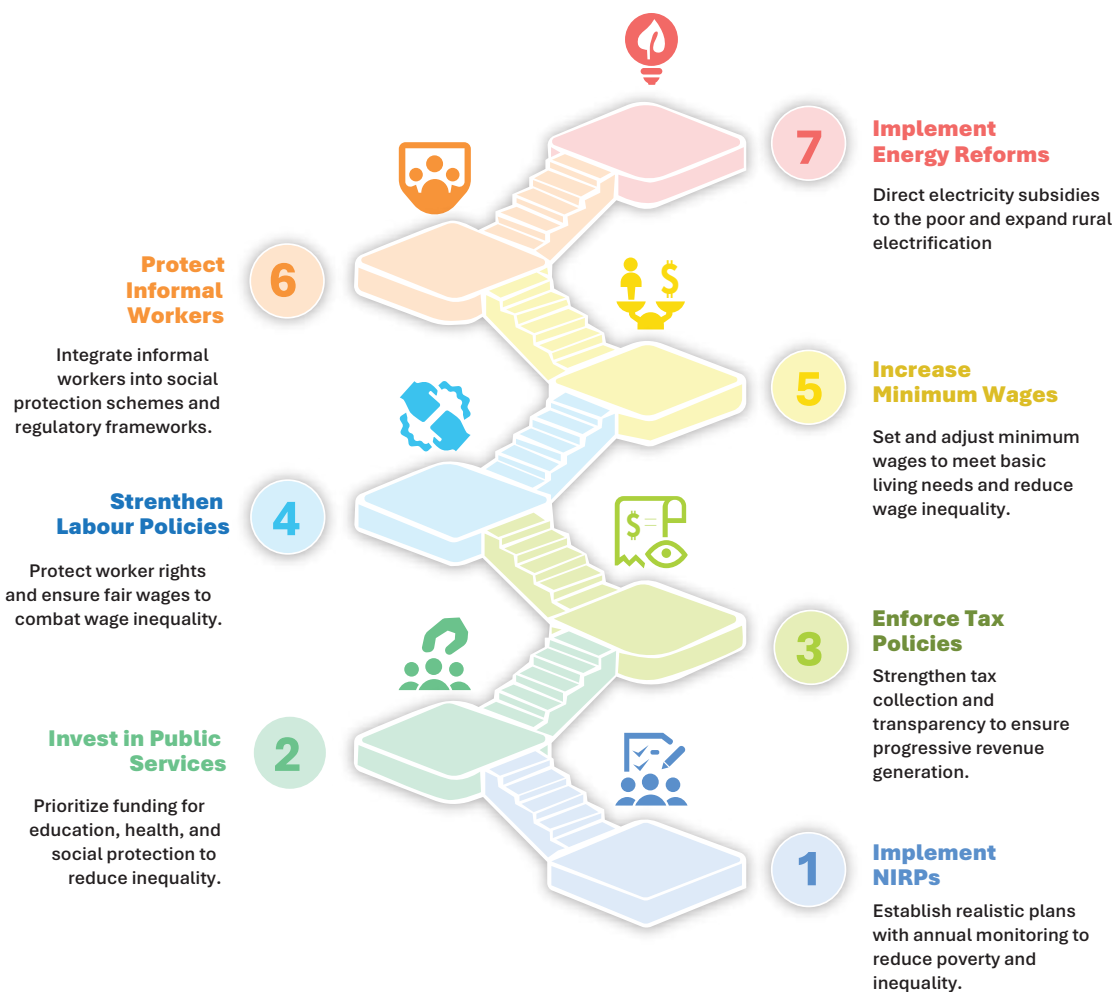 7
Implement
Energy Reforms
Direct electricity subsidies
to the poor and expand rural
electrification
6
Protect
Informal
Workers
Integrate informal
workers into social
protection schemes and
regulatory frameworks.
$
5
Increase
Minimum Wages
Set and adjust minimum
wages to meet basic
living needs and reduce
wage inequality.
4
Strenthen
Labour Policies
Protect worker rights
and ensure fair wages to
combat wage inequality.
$
3
Enforce Tax
Policies
Strengthen tax
collection and
transparency to ensure
progressive revenue
generation.
2
Invest in Public
Services
Prioritize funding for
education, health, and
social protection to
reduce inequality.
1
Implement
NIRPs
Establish realistic plans
with annual monitoring to
reduce poverty and
inequality.